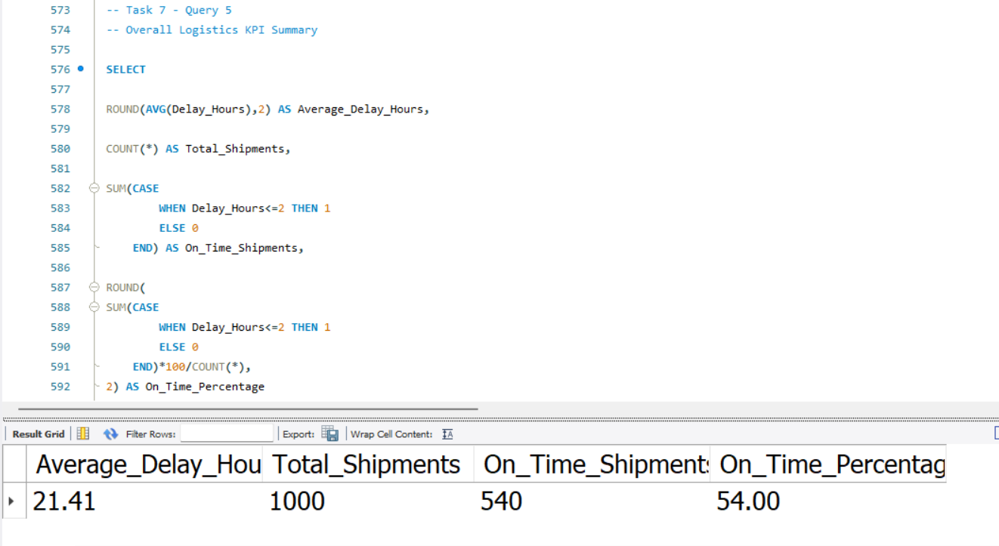 573 -- Task 7 - Query 5
574 -- Overall Logistics KPI Summary
575
576 SELECT
577
578 ROUND(AVG(Delay_Hours),2) AS Average_Delay_Hours,
579
580 COUNT(*) AS Total_Shipments,
581
582 SUM(CASE
583 WHEN Delay_Hours<=2 THEN 1
584 ELSE 0
585 END) AS On_Time_Shipments,
586
587 ROUND(
588 SUM(CASE
589 WHEN Delay_Hours<=2 THEN 1
590 ELSE 0
591 END)*100/COUNT(*),
592 2) AS On_Time_Percentage
Result Grid Filter Rows: Export: Wrap Cell Content: IA
Average_Delay_Hou Total_Shipments On_Time_Shipment On_Time_Percentag
21.41 1000 540 54.00